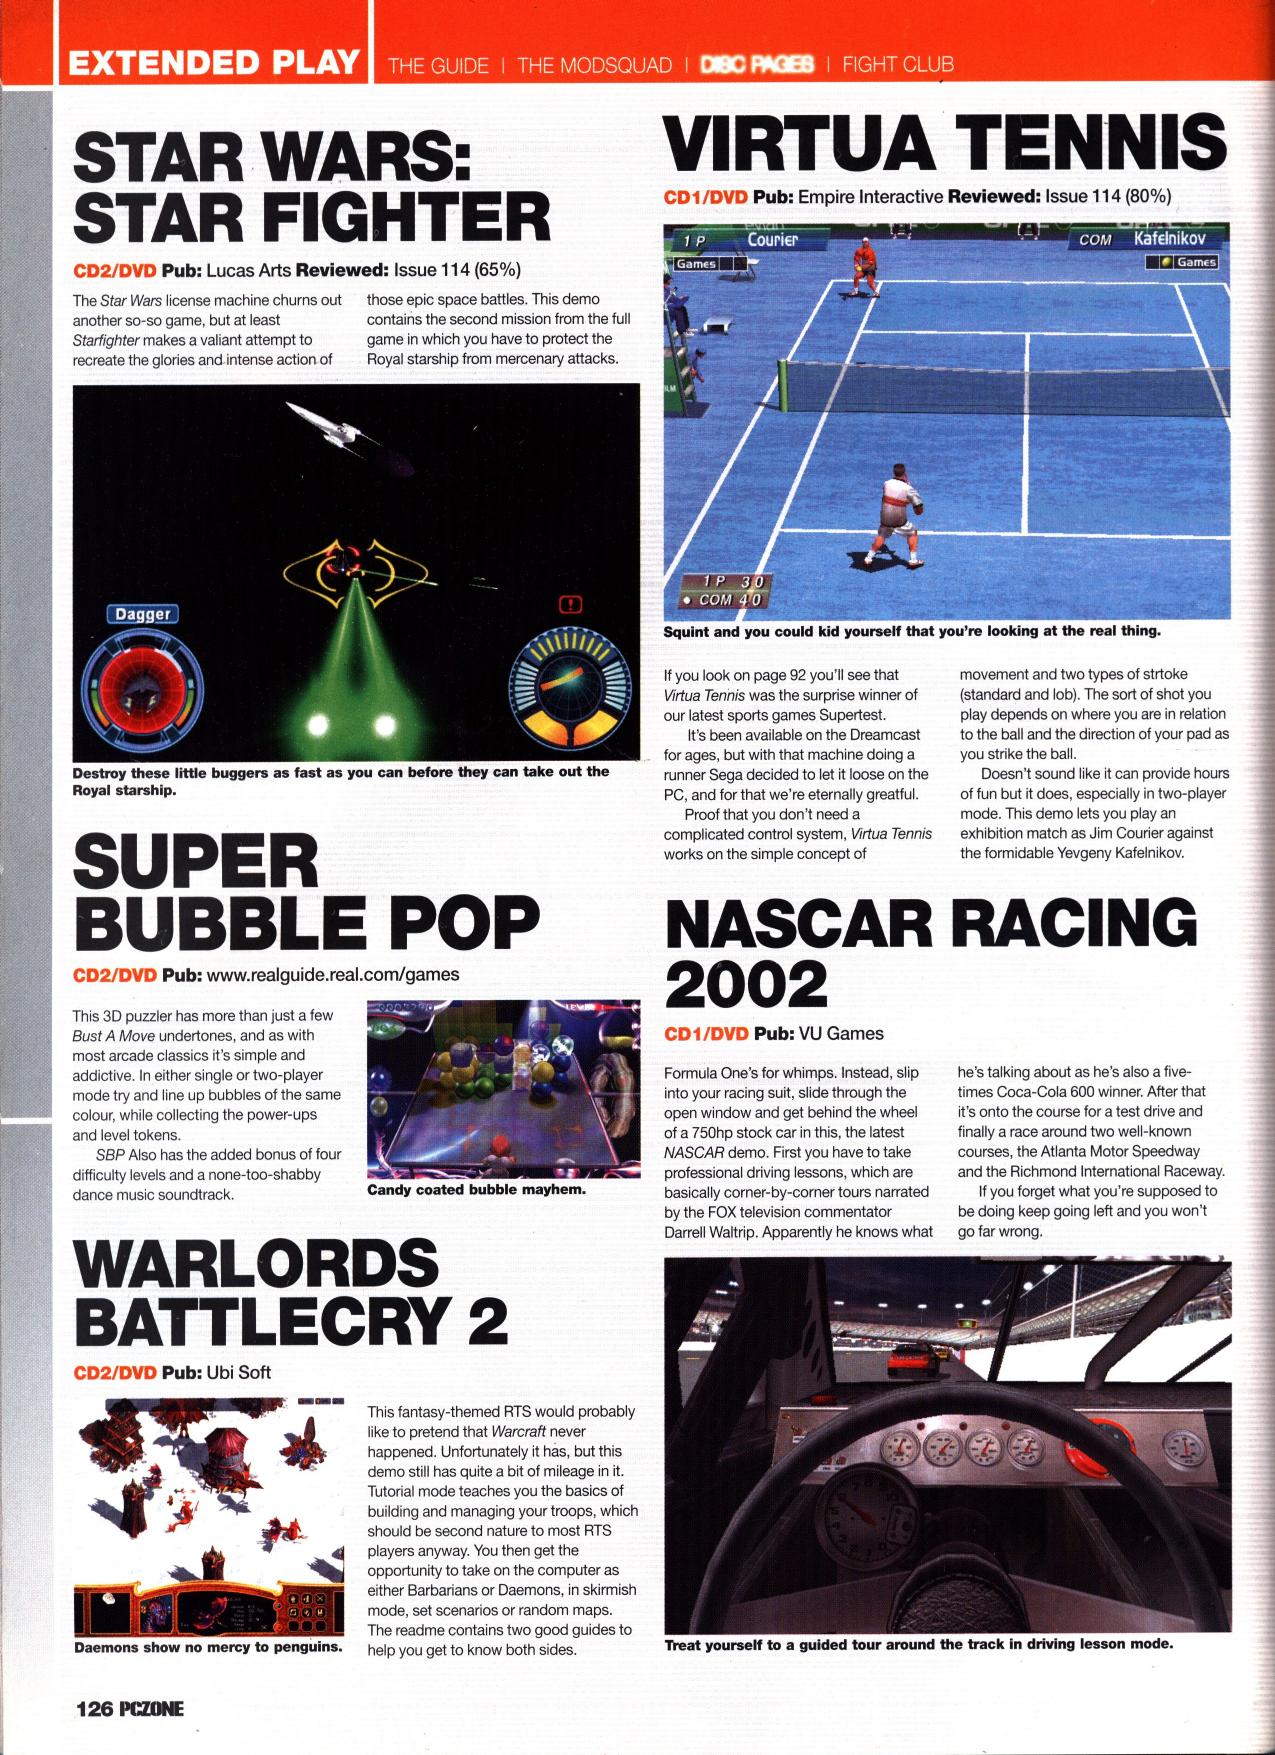 EXTENDED PLAY
THE GUIDE | THE MODSQUAD | DISC PAGES | FIGHT CLUB
STAR WARS:
STAR FIGHTER
CD2/DVD Pub: Lucas Arts Reviewed: Issue 114 (65%)
The Star Wars license machine churns out
another so-so game, but at least
Starfighter makes a valiant attempt to
recreate the glories and intense action of
those epic space battles. This demo
contains the second mission from the full
game in which you have to protect the
Royal starship from mercenary attacks.
Dagger
Destroy these little buggers as fast as you can before they can take out the
Royal starship.
SUPER
BUBBLE POP
CD2/DVD Pub: www.realguide.real.com/games
This 3D puzzler has more than just a few
Bust A Move undertones, and as with
most arcade classics it's simple and
addictive. In either single or two-player
mode try and line up bubbles of the same
colour, while collecting the power-ups
and level tokens.
SBP Also has the added bonus of four
difficulty levels and a none-too-shabby
dance music soundtrack.
Candy coated bubble mayhem.
WARLORDS
BATTLECRY 2
CD2/DVD Pub: Ubi Soft
Daemons show no mercy to penguins.
This fantasy-themed RTS would probably
like to pretend that Warcraft never
happened. Unfortunately it has, but this
demo still has quite a bit of mileage in it.
Tutorial mode teaches you the basics of
building and managing your troops, which
should be second nature to most RTS
players anyway. You then get the
opportunity to take on the computer as
either Barbarians or Daemons, in skirmish
mode, set scenarios or random maps.
The readme contains two good guides to
help you get to know both sides.
VIRTUA TENNIS
CD1/DVD Pub: Empire Interactive Reviewed: Issue 114 (80%)
1P Courier
Games
COM Kafelnikov
Games
1P 30
COM 40
Squint and you could kid yourself that you're looking at the real thing.
If you look on page 92 you'll see that
Virtua Tennis was the surprise winner of
our latest sports games Supertest.
It's been available on the Dreamcast
for ages, but with that machine doing a
runner Sega decided to let it loose on the
PC, and for that we're eternally greatful.
Proof that you don't need a
complicated control system, Virtua Tennis
works on the simple concept of
movement and two types of strtoke
(standard and lob). The sort of shot you
play depends on where you are in relation
to the ball and the direction of your pad as
you strike the ball.
Doesn't sound like it can provide hours
of fun but it does, especially in two-player
mode. This demo lets you play an
exhibition match as Jim Courier against
the formidable Yevgeny Kafelnikov.
NASCAR RACING
2002
CD1/DVD Pub: VU Games
Formula One's for whimps. Instead, slip
into your racing suit, slide through the
open window and get behind the wheel
of a 750hp stock car in this, the latest
NASCAR demo. First you have to take
professional driving lessons, which are
basically corner-by-corner tours narrated
by the FOX television commentator
Darrell Waltrip. Apparently he knows what
he's talking about as he's also a five-
times Coca-Cola 600 winner. After that
it's onto the course for a test drive and
finally a race around two well-known
courses, the Atlanta Motor Speedway
and the Richmond International Raceway.
If you forget what you're supposed to
be doing keep going left and you won't
go far wrong.
Treat yourself to a guided tour around the track in driving lesson mode.
126 PCZONE